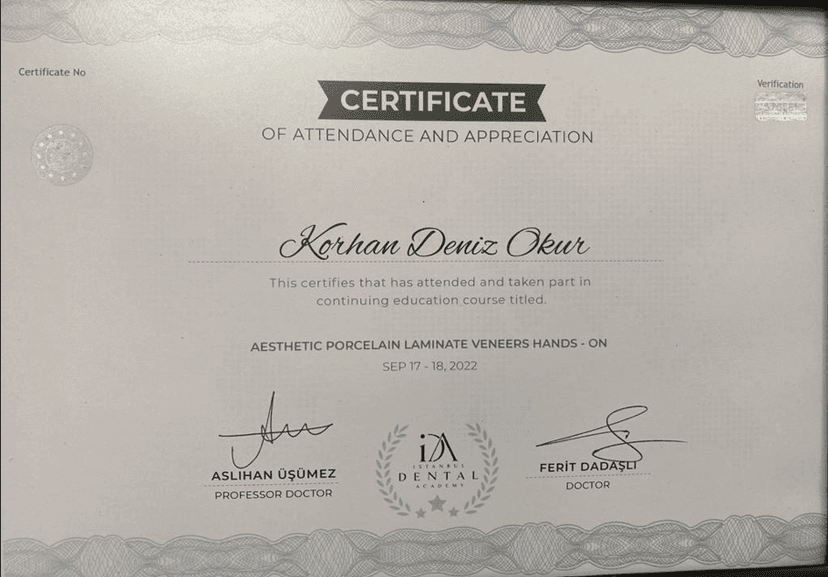 Certificate No
Verification
CERTIFICATE
OF ATTENDANCE AND APPRECIATION
Korhan Deniz Okur
This certifies that has attended and taken part in
continuing education course titled.
AESTHETIC PORCELAIN LAMINATE VENEERS HANDS - ON
SEP 17 - 18, 2022
ASLIHAN ÜŞÜMEZ
PROFESSOR DOCTOR
iDA
ISTANBUL
DENTAL
ACADEMY
FERİT DADAŞLI
DOCTOR